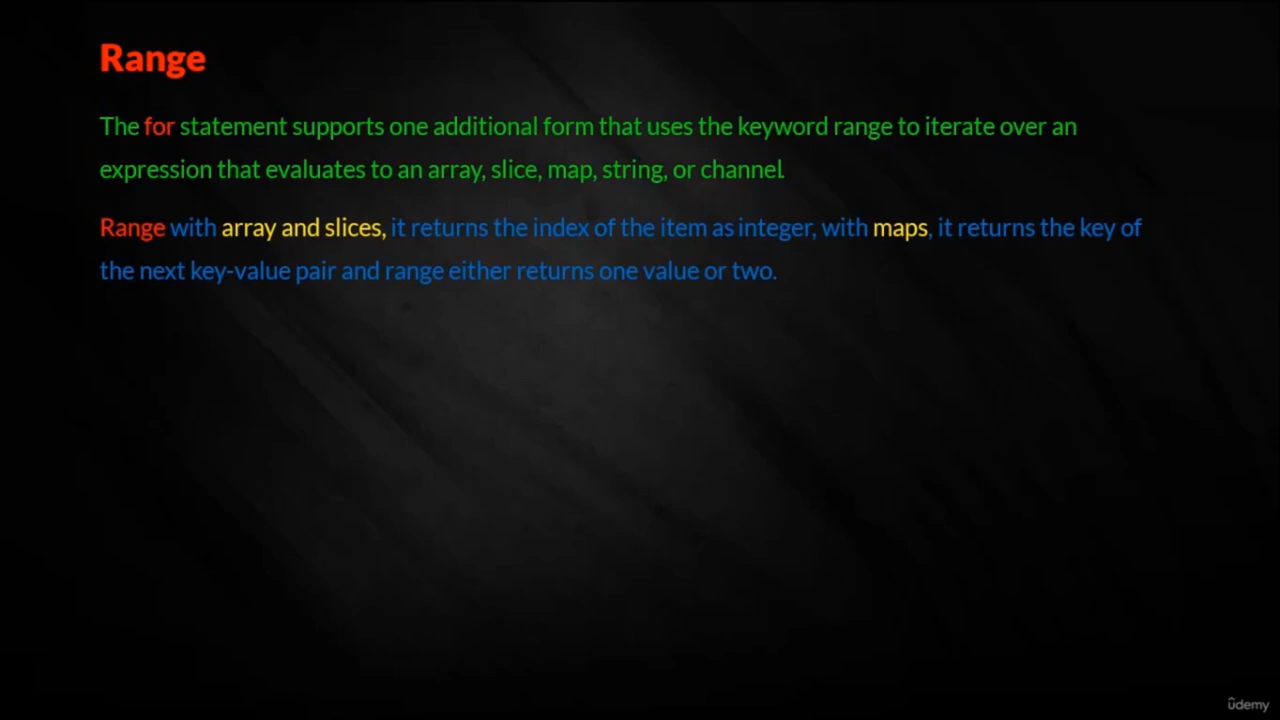 Range
The for statement supports one additional form that uses the keyword range to iterate over an
expression that evaluates to an array, slice, map, string, or channel.
Range with array and slices, it returns the index of the item as integer, with maps, it returns the key of
the next key-value pair and range either returns one value or two.
ûdemy